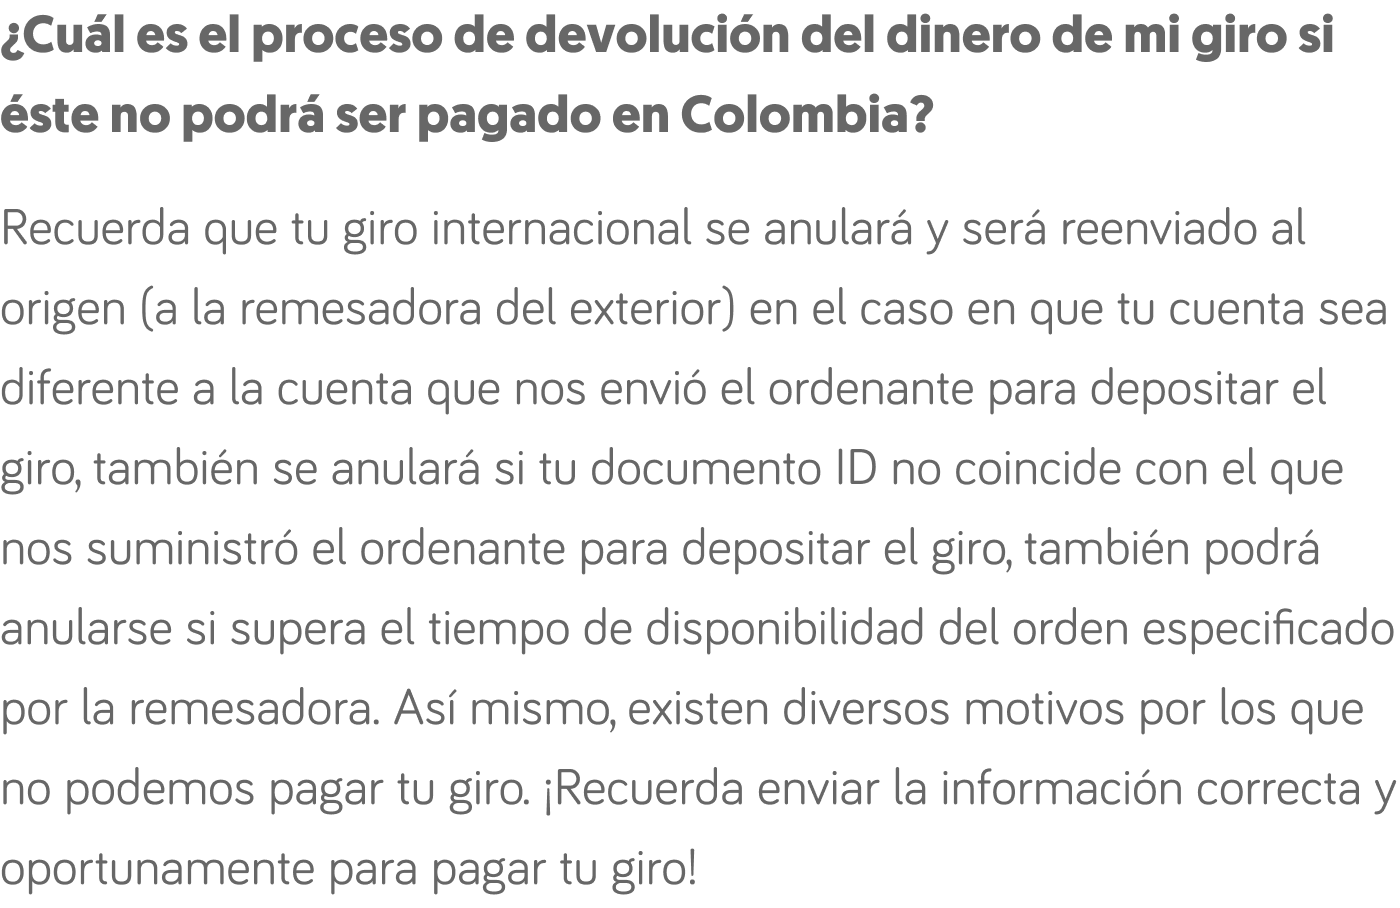 ¿Cuál es el proceso de devolución del dinero de mi giro si
éste no podrá ser pagado en Colombia?
Recuerda que tu giro internacional se anulará y será reenviado al
origen (a la remesadora del exterior) en el caso en que tu cuenta sea
diferente a la cuenta que nos envió el ordenante para depositar el
giro, también se anulará si tu documento ID no coincide con el que
nos suministró el ordenante para depositar el giro, también podrá
anularse si supera el tiempo de disponibilidad del orden especificado
por la remesadora. Así mismo, existen diversos motivos por los que
no podemos pagar tu giro. ¡Recuerda enviar la información correcta y
oportunamente para pagar tu giro!